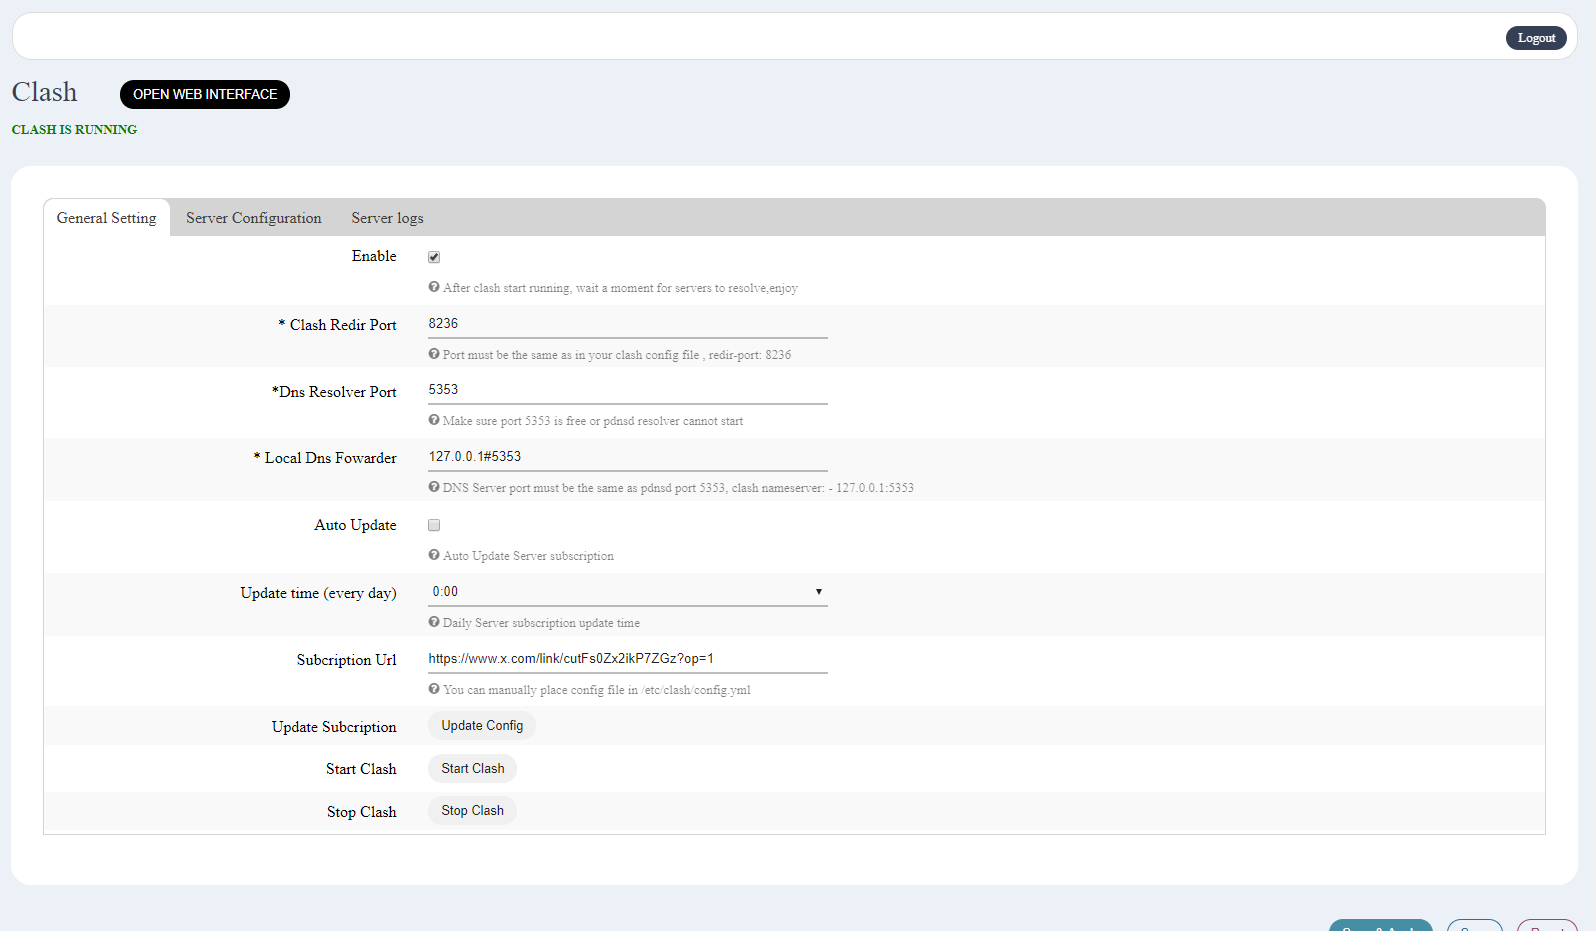 Logout
Clash
OPEN WEB INTERFACE
CLASH IS RUNNING
General Setting Server Configuration Server logs
Enable
After clash start running, wait a moment for servers to resolve,enjoy
* Clash Redir Port 8236
Port must be the same as in your clash config file , redir-port: 8236
*Dns Resolver Port 5353
Make sure port 5353 is free or pdnsd resolver cannot start
* Local Dns Fowarder 127.0.0.1#5353
DNS Server port must be the same as pdnsd port 5353, clash nameserver: - 127.0.0.1:5353
Auto Update
Auto Update Server subscription
Update time (every day) 0:00
Daily Server subscription update time
Subcription Url https://www.x.com/link/cutFs0Zx2ikP7ZGz?op=1
You can manually place config file in /etc/clash/config.yml
Update Subcription Update Config
Start Clash Start Clash
Stop Clash Stop Clash